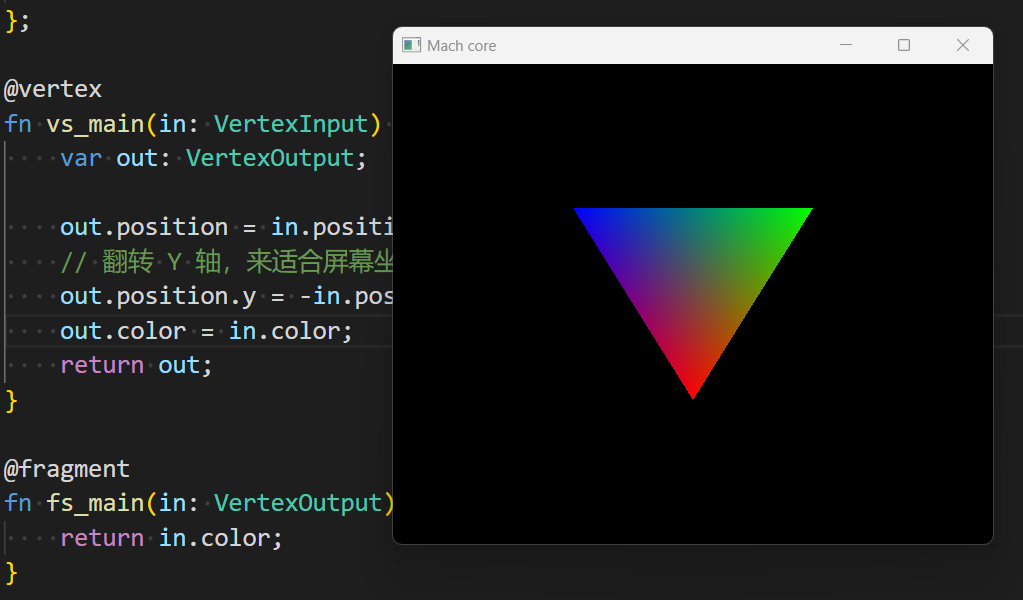 };
@vertex
fn vs_main(in: VertexInput)
var out: VertexOutput;
out.position = in.positi
// 翻转 Y 轴，来适合屏幕坐
out.position.y = -in.pos
out.color = in.color;
return out;
}
@fragment
fn fs_main(in: VertexOutput)
return in.color;
}
Mach core